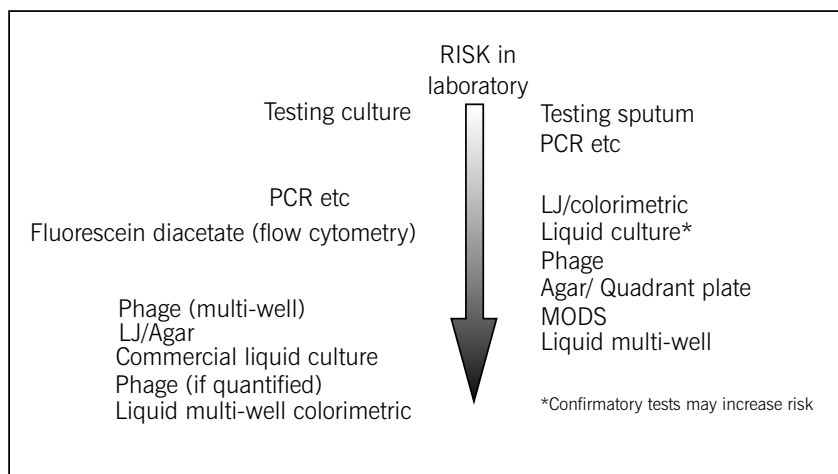 RISK in
laboratory
Testing culture
PCR etc
Fluorescein diacetate (flow cytometry)
Phage (multi-well)
LJ/Agar
Commercial liquid culture
Phage (if quantified)
Liquid multi-well colorimetric
Testing sputum
PCR etc
LJ/colorimetric
Liquid culture*
Phage
Agar/ Quadrant plate
MODS
Liquid multi-well
*Confirmatory tests may increase risk